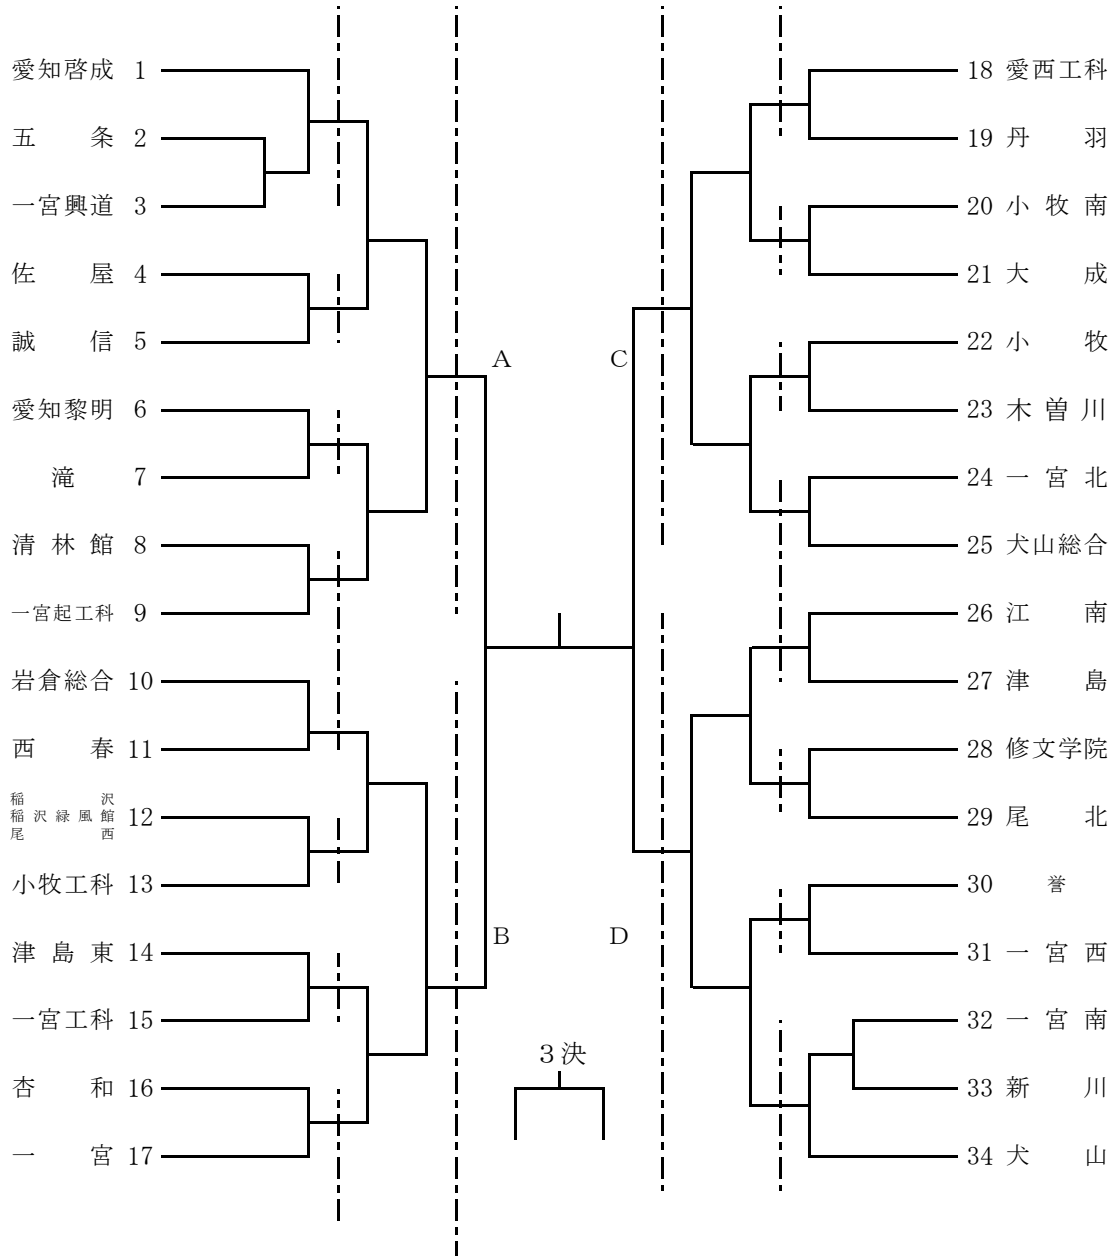 愛知啓成 1
五条 2
一宮興道 3
佐屋 4
誠信 5
愛知黎明 6
滝 7
清林館 8
一宮起工科 9
岩倉総合 10
西春 11
稲沢
稲沢緑風館 12
尾西
小牧工科 13
津島東 14
一宮工科 15
杏和 16
一宮 17
A
B
C
D
3決
18 愛西工科
19 丹羽
20 小牧南
21 大成
22 小牧
23 木曽川
24 一宮北
25 犬山総合
26 江南
27 津島
28 修文学院
29 尾北
30 誉
31 一宮西
32 一宮南
33 新川
34 犬山